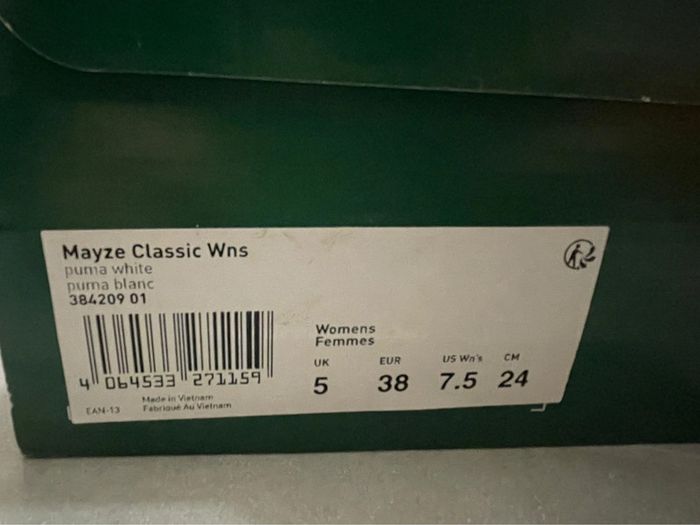 Mayze Classic Wns
puma white
puma blanc
384209 01
4 064533 271159
EAN-13
Made in Vietnam
Fabriqué Au Vietnam
Womens
Femmes
UK EUR US Wn's CM
5 38 7.5 24